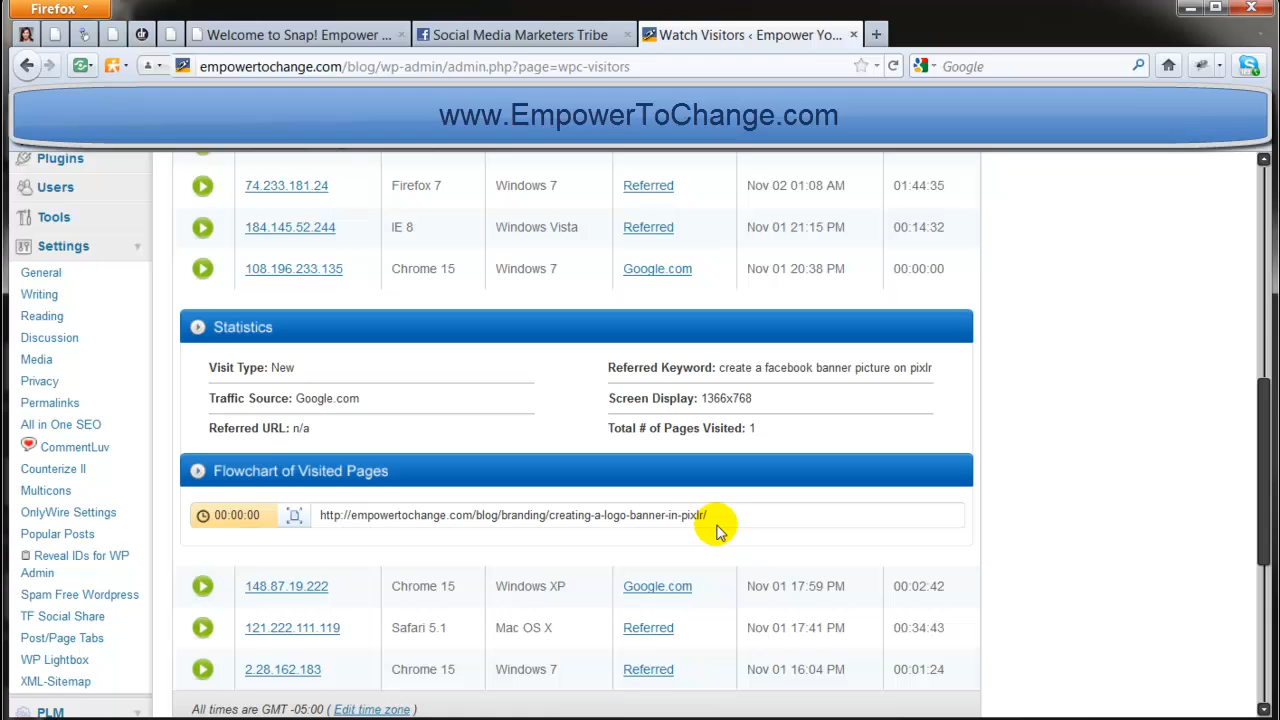 Firefox
Welcome to Snap! Empower ...
Social Media Marketers Tribe
Watch Visitors ‹ Empower Yo...
empowertochange.com/blog/wp-admin/admin.php?page=wpc-visitors
Google
www.EmpowerToChange.com
Plugins
Users
Tools
Settings
General
Writing
Reading
Discussion
Media
Privacy
Permalinks
All in One SEO
CommentLuv
Counterize II
Multicons
OnlyWire Settings
Popular Posts
Reveal IDs for WP
Admin
Spam Free Wordpress
TF Social Share
Post/Page Tabs
WP Lightbox
XML-Sitemap
PLM
74.233.181.24 Firefox 7 Windows 7 Referred Nov 02 01:08 AM 01:44:35
184.145.52.244 IE 8 Windows Vista Referred Nov 01 21:15 PM 00:14:32
108.196.233.135 Chrome 15 Windows 7 Google.com Nov 01 20:38 PM 00:00:00
Statistics
Visit Type: New Referred Keyword: create a facebook banner picture on pixlr
Traffic Source: Google.com Screen Display: 1366x768
Referred URL: n/a Total # of Pages Visited: 1
Flowchart of Visited Pages
00:00:00 http://empowertochange.com/blog/branding/creating-a-logo-banner-in-pixlr/
148.87.19.222 Chrome 15 Windows XP Google.com Nov 01 17:59 PM 00:02:42
121.222.111.119 Safari 5.1 Mac OS X Referred Nov 01 17:41 PM 00:34:43
2.28.162.183 Chrome 15 Windows 7 Referred Nov 01 16:04 PM 00:01:24
All times are GMT -05:00 ( Edit time zone )